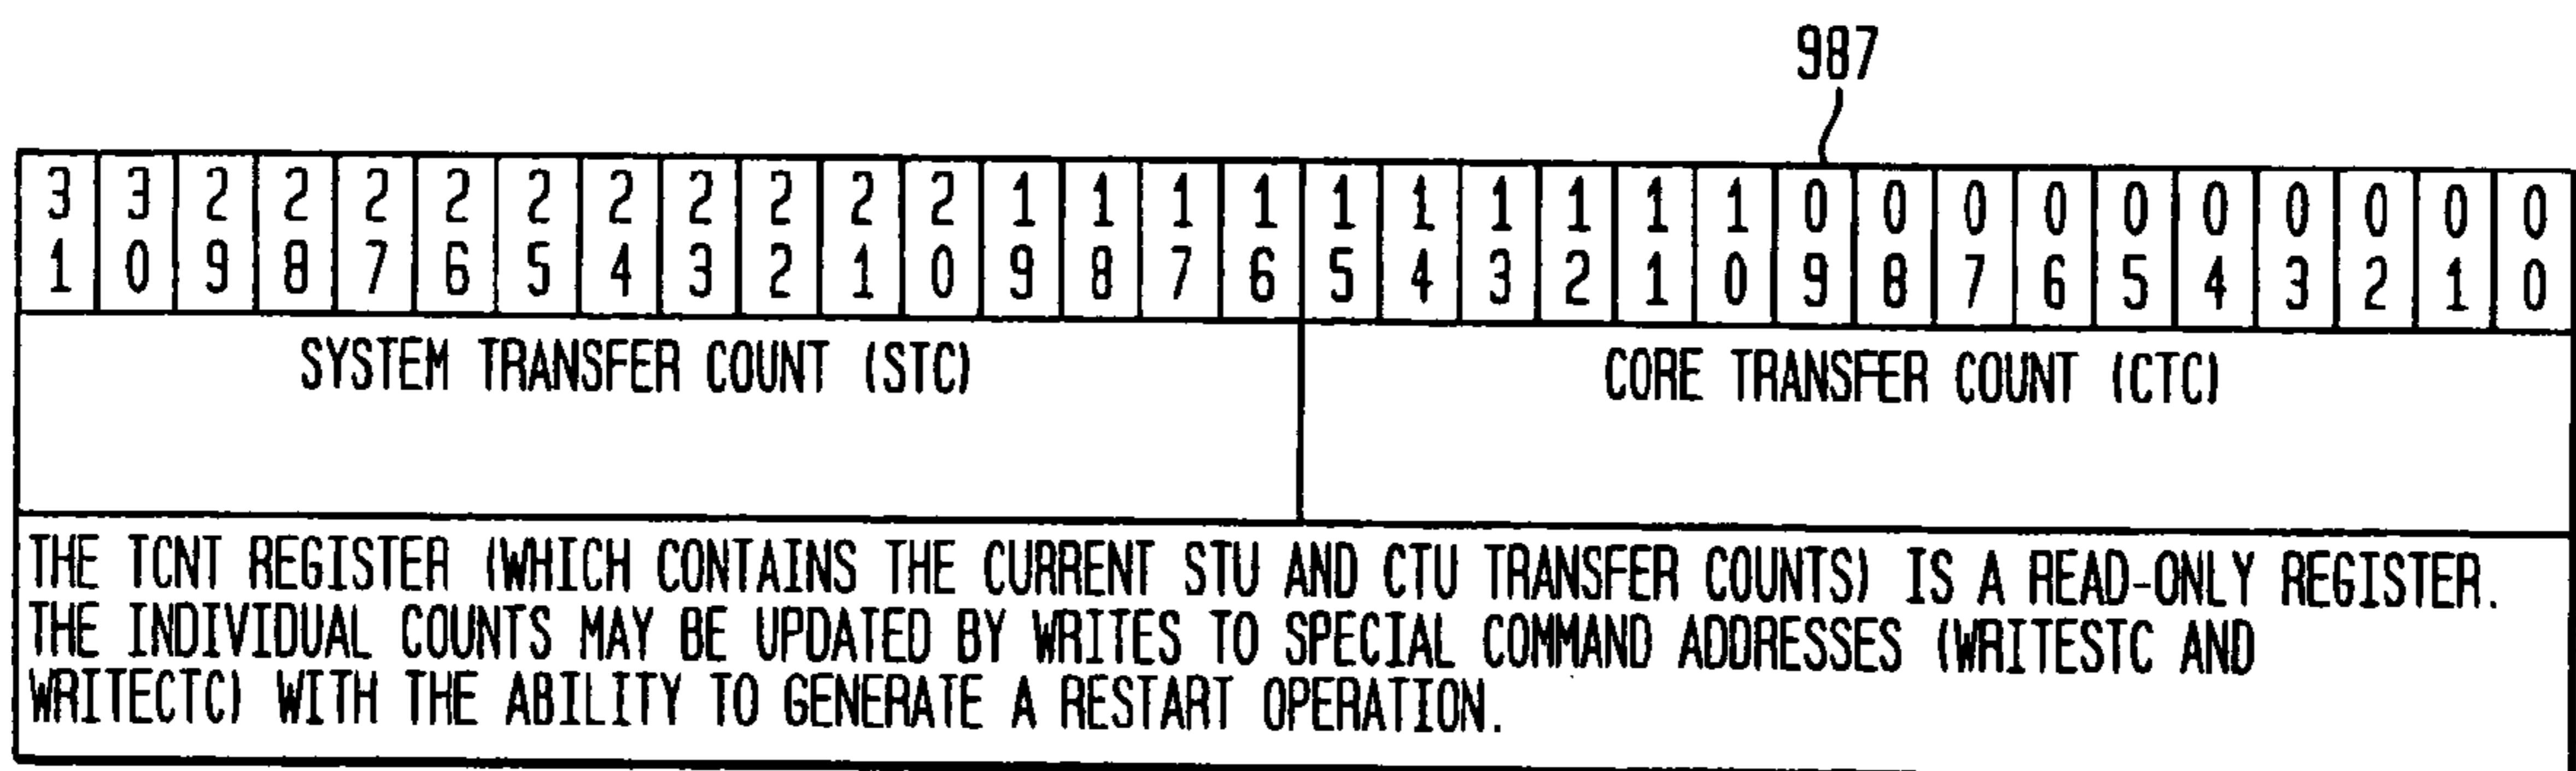 987
3 3 2 2 2 2 2 2 2 2 2 2 1 1 1 1 1 1 1 1 1 1 0 0 0 0 0 0 0 0 0 0
1 0 9 8 7 6 5 4 3 2 1 0 9 8 7 6 5 4 3 2 1 0 9 8 7 6 5 4 3 2 1 0
SYSTEM TRANSFER COUNT (STC) CORE TRANSFER COUNT (CTC)
THE TCNT REGISTER (WHICH CONTAINS THE CURRENT STU AND CTU TRANSFER COUNTS) IS A READ-ONLY REGISTER.
THE INDIVIDUAL COUNTS MAY BE UPDATED BY WRITES TO SPECIAL COMMAND ADDRESSES (WRITESTC AND
WRITECTC) WITH THE ABILITY TO GENERATE A RESTART OPERATION.